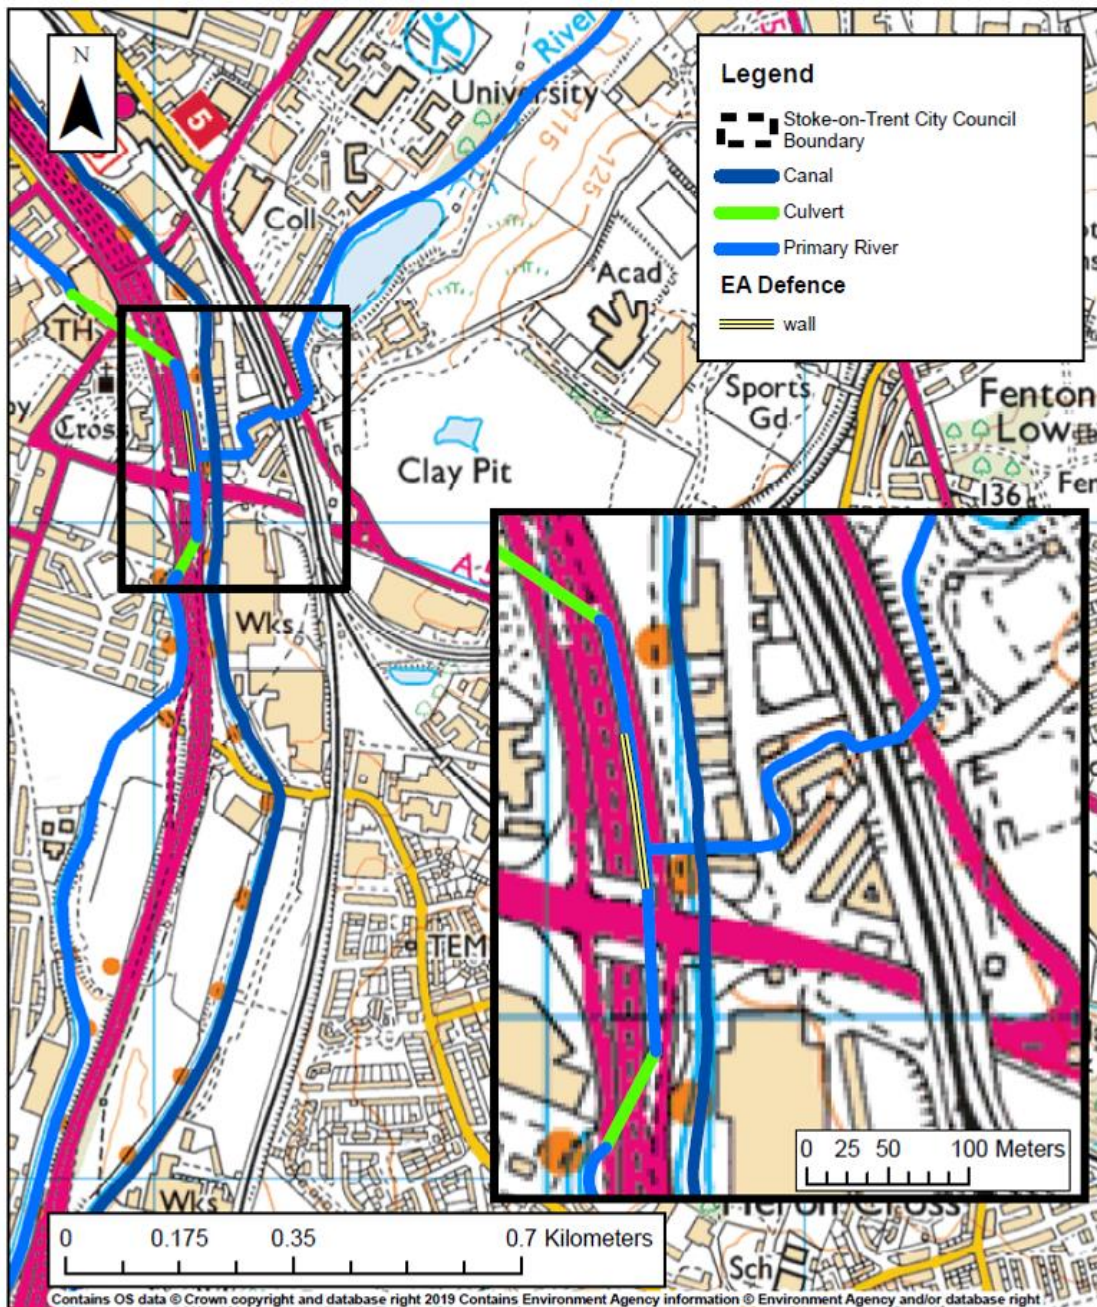 N
5
River
University
115
125
Coll
Acad
TH
Cross
Clay Pit
Sports
Gd
Fenton
Low
136
Wks
TEM
Wks
Sch
Legend
Stoke-on-Trent City Council
Boundary
Canal
Culvert
Primary River
EA Defence
wall
0 25 50 100 Meters
0 0.175 0.35 0.7 Kilometers
Contains OS data © Crown copyright and database right 2019 Contains Environment Agency information © Environment Agency and/or database right